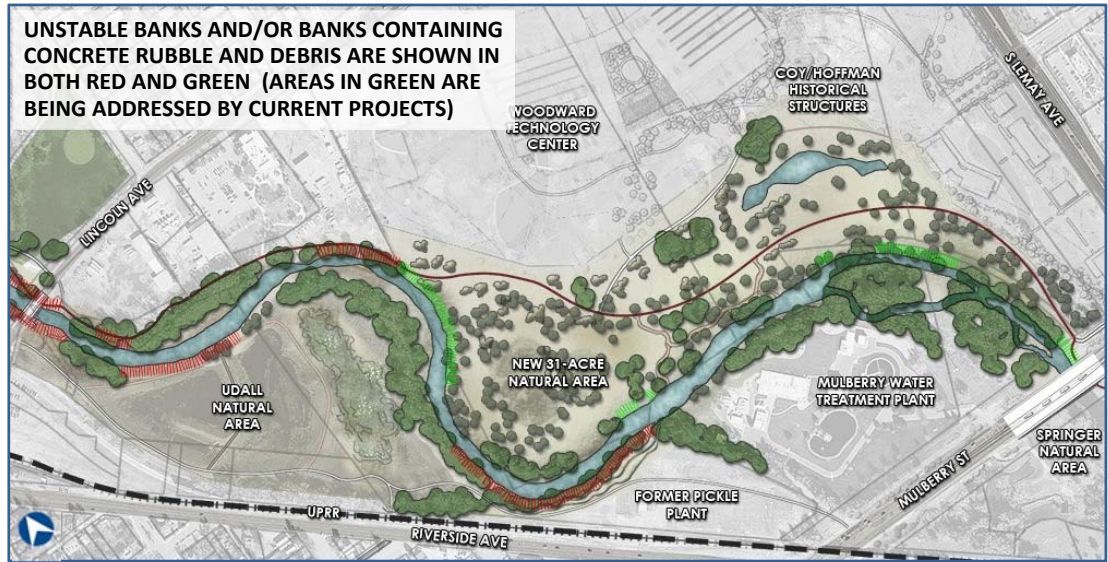 UNSTABLE BANKS AND/OR BANKS CONTAINING
CONCRETE RUBBLE AND DEBRIS ARE SHOWN IN
BOTH RED AND GREEN (AREAS IN GREEN ARE
BEING ADDRESSED BY CURRENT PROJECTS)
S LEMAY AVE
COY/HOFFMAN
HISTORICAL
STRUCTURES
WOODWARD
TECHNOLOGY
CENTER
LINCOLN AVE
NEW 31-ACRE
NATURAL AREA
UDALL
NATURAL
AREA
MULBERRY WATER
TREATMENT PLANT
SPRINGER
NATURAL
AREA
MULBERRY ST
FORMER PICKLE
PLANT
UPRR
RIVERSIDE AVE